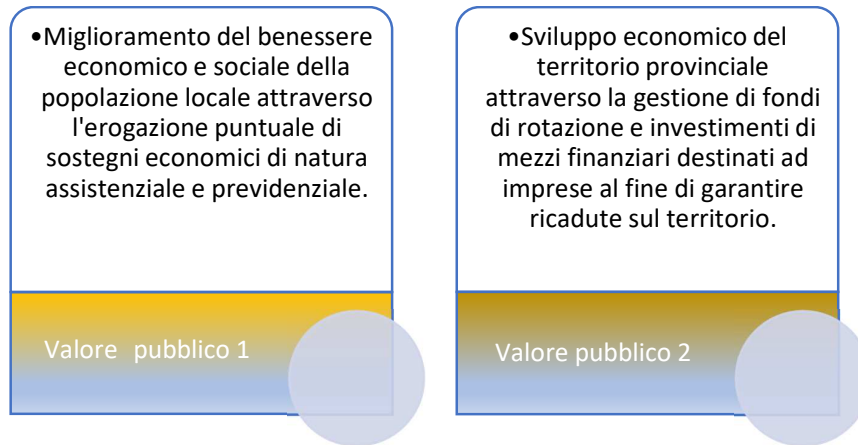 •Miglioramento del benessere
economico e sociale della
popolazione locale attraverso
l'erogazione puntuale di
sostegni economici di natura
assistenziale e previdenziale.
Valore pubblico 1
•Sviluppo economico del
territorio provinciale
attraverso la gestione di fondi
di rotazione e investimenti di
mezzi finanziari destinati ad
imprese al fine di garantire
ricadute sul territorio.
Valore pubblico 2